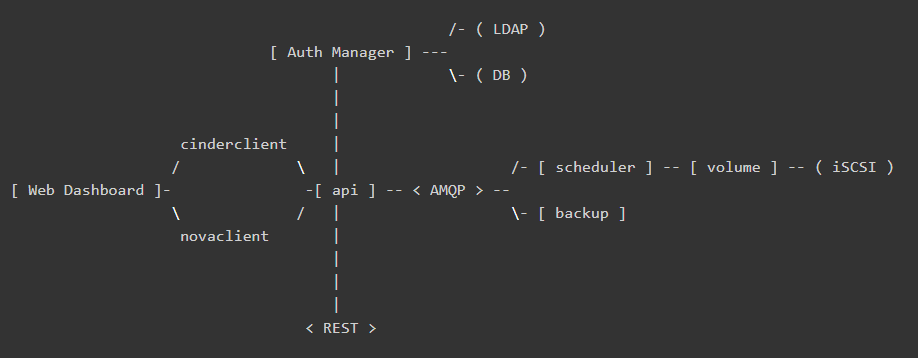 /- ( LDAP )
[ Auth Manager ] ---
| \- ( DB )
|
|
cinderclient |
/ \ | /- [ scheduler ] -- [ volume ] -- ( iSCSI )
[ Web Dashboard ]- -[ api ] -- < AMQP > --
\ / | \- [ backup ]
novaclient |
|
|
|
< REST >